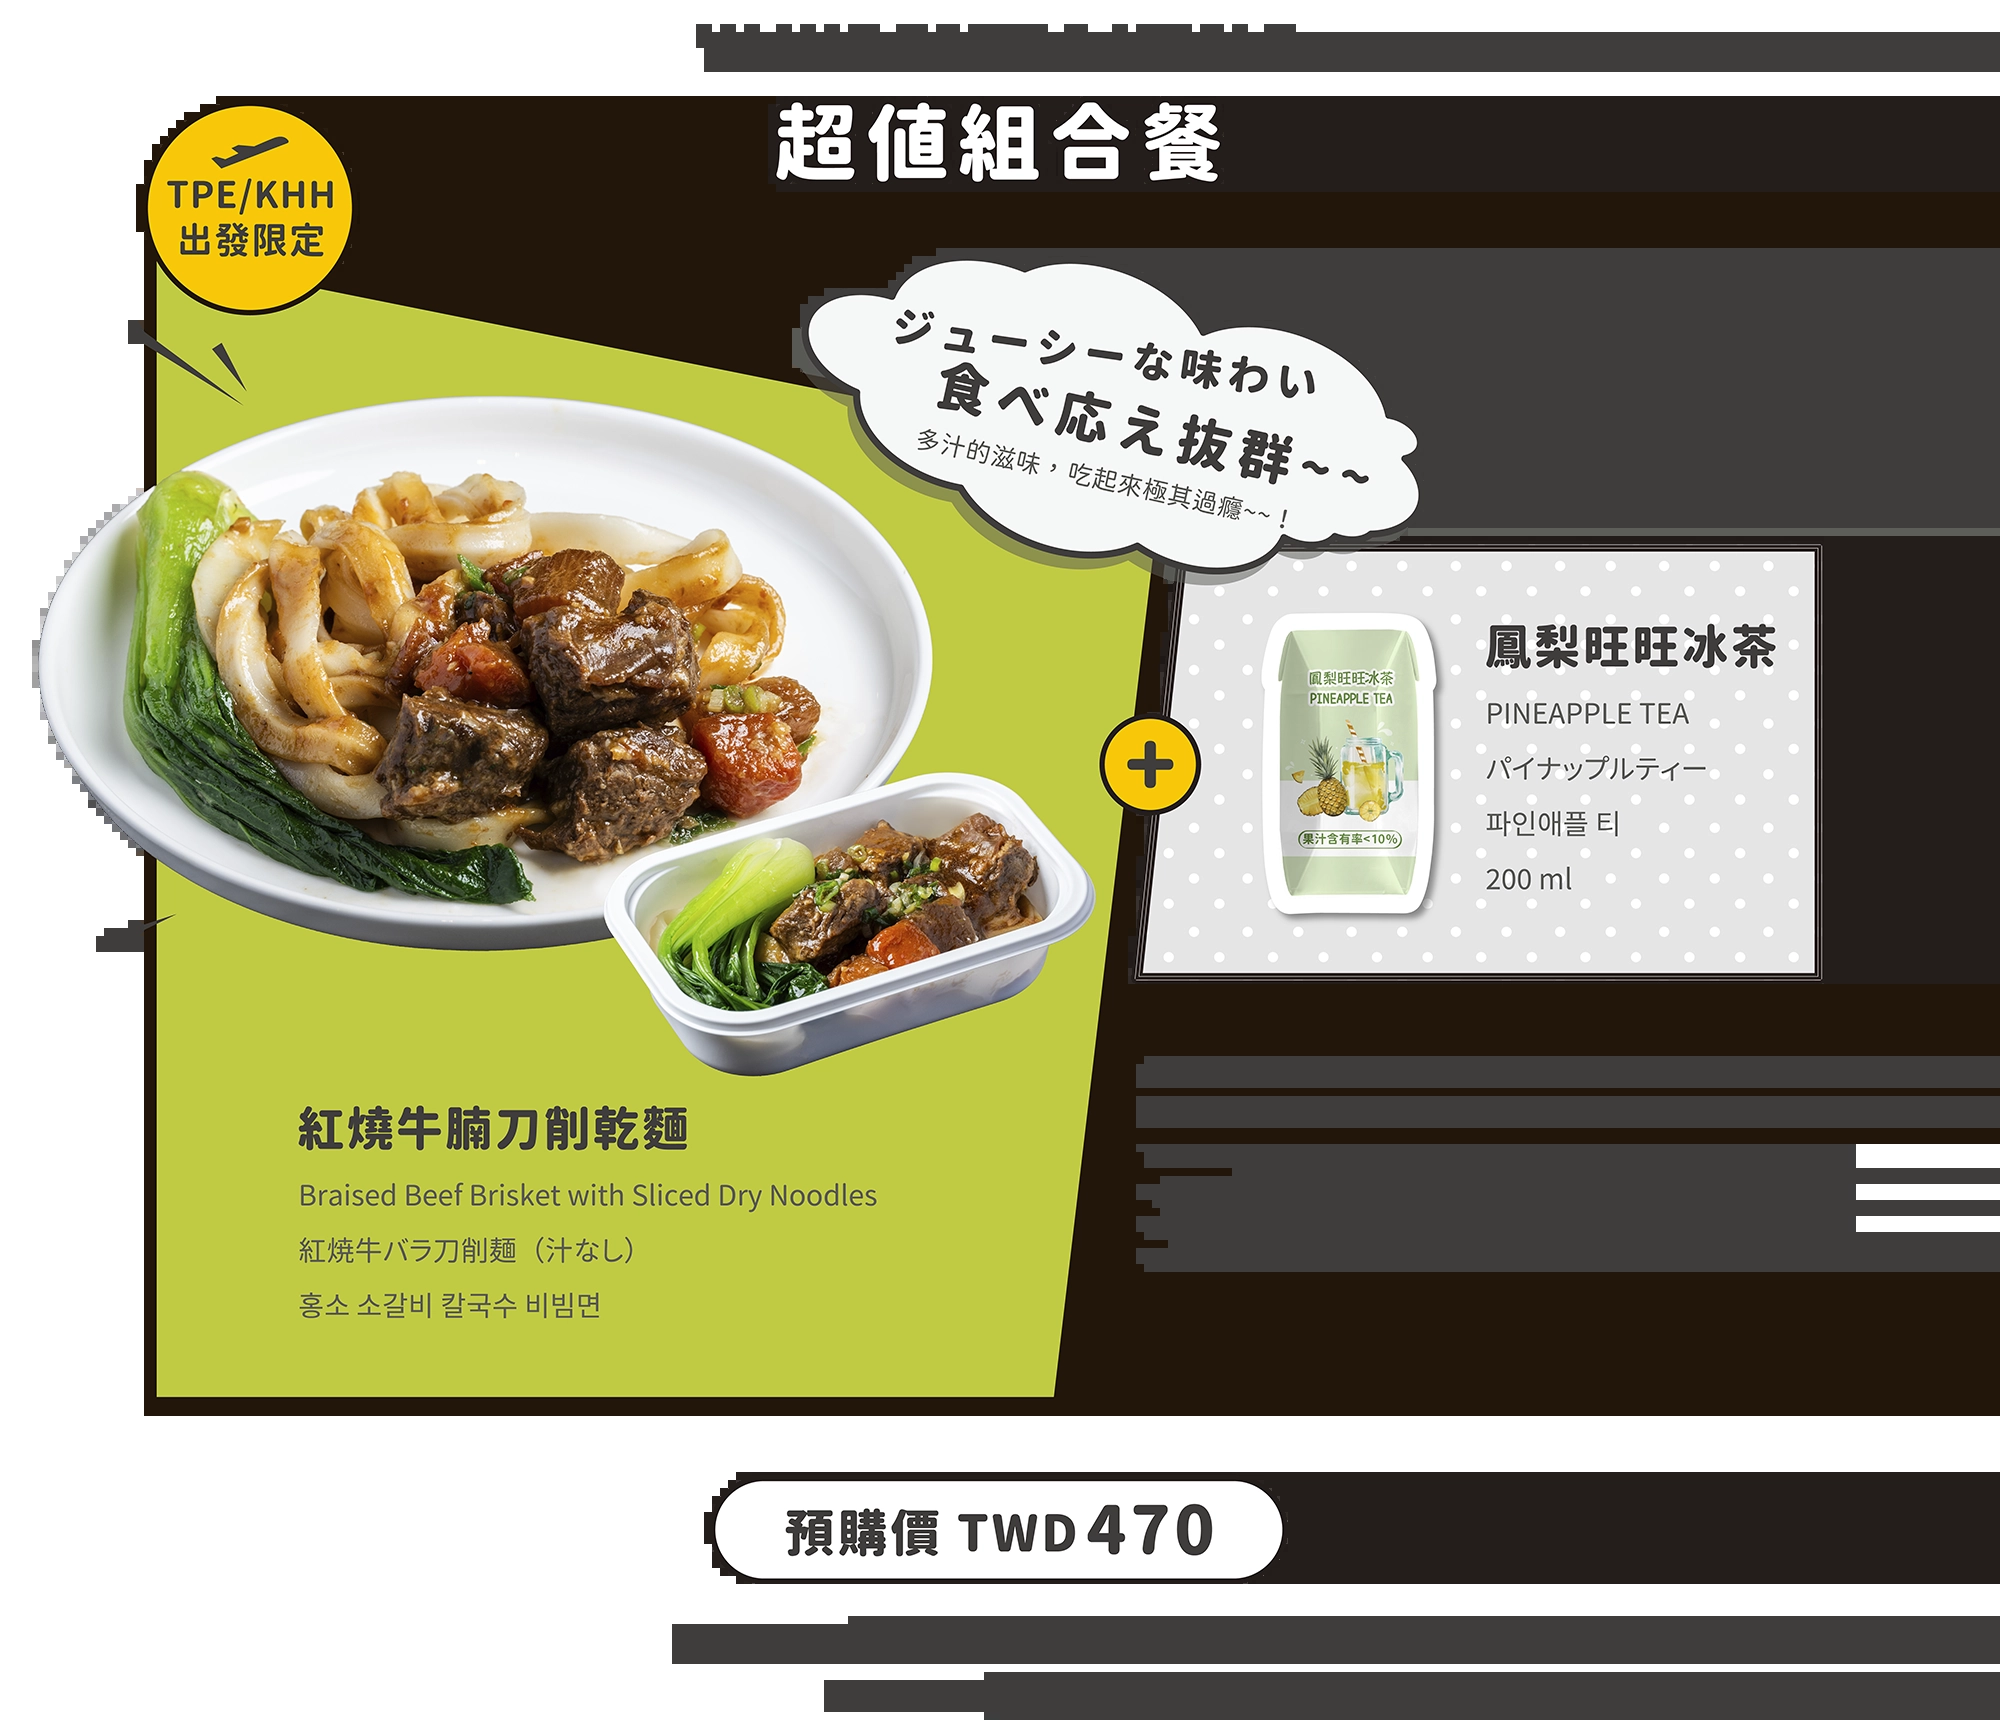 超值組合餐
TPE/KHH
出發限定
ジューシーな味わい
食べ応え抜群~~
多汁的滋味，吃起來極其過癮~~！
鳳梨旺旺冰茶
PINEAPPLE TEA
果汁含有率<10%
+
鳳梨旺旺冰茶
PINEAPPLE TEA
パイナップルティー
파인애플 티
200 ml
紅燒牛腩刀削乾麵
Braised Beef Brisket with Sliced Dry Noodles
紅焼牛バラ刀削麺（汁なし）
홍소 소갈비 칼국수 비빔면
預購價 TWD470